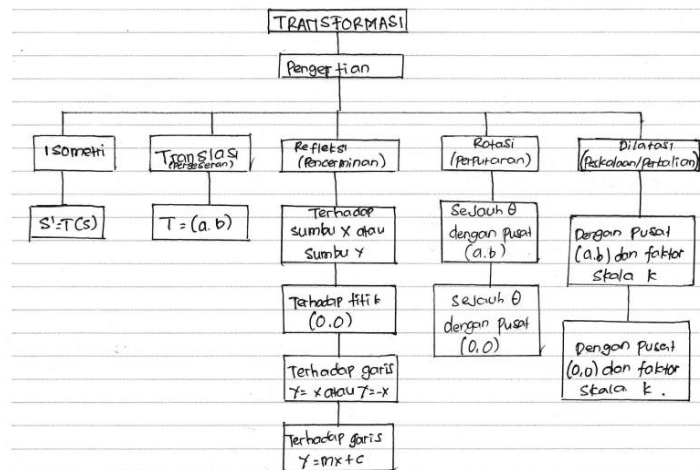 TRANSFORMASI
Pengertian
Isometri
S'=T(S)
Translasi
(Pergeseran)
T = (a.b)
Refleksi
(Pencerminan)
Terhadap
sumbu X atau
Sumbu Y
Terhadap titik
(0.0)
Terhadap garis
Y= x atau Y=-x
Terhadap garis
Y=mx+c
Rotasi
(Perputaran)
Sejauh θ
dengan pusat
(a.b)
Sejauh θ
dengan pusat
(0,0)
Dilatasi
(Peskalaan/Perkalian)
Dengan pusat
(a.b) dan faktor
Skala k
Dengan pusat
(0,0) dan faktor
Skala k.